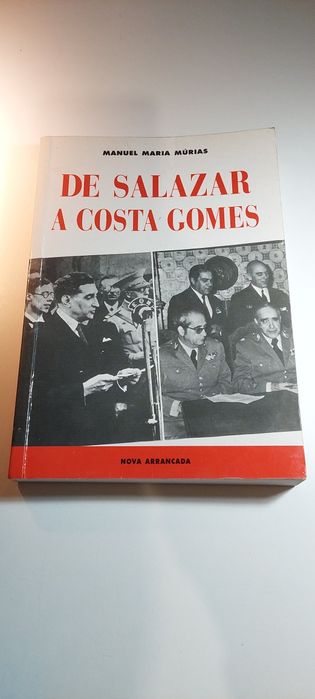 MANUEL MARIA MÚRIAS
DE SALAZAR
A COSTA GOMES
NOVA ARRANCADA